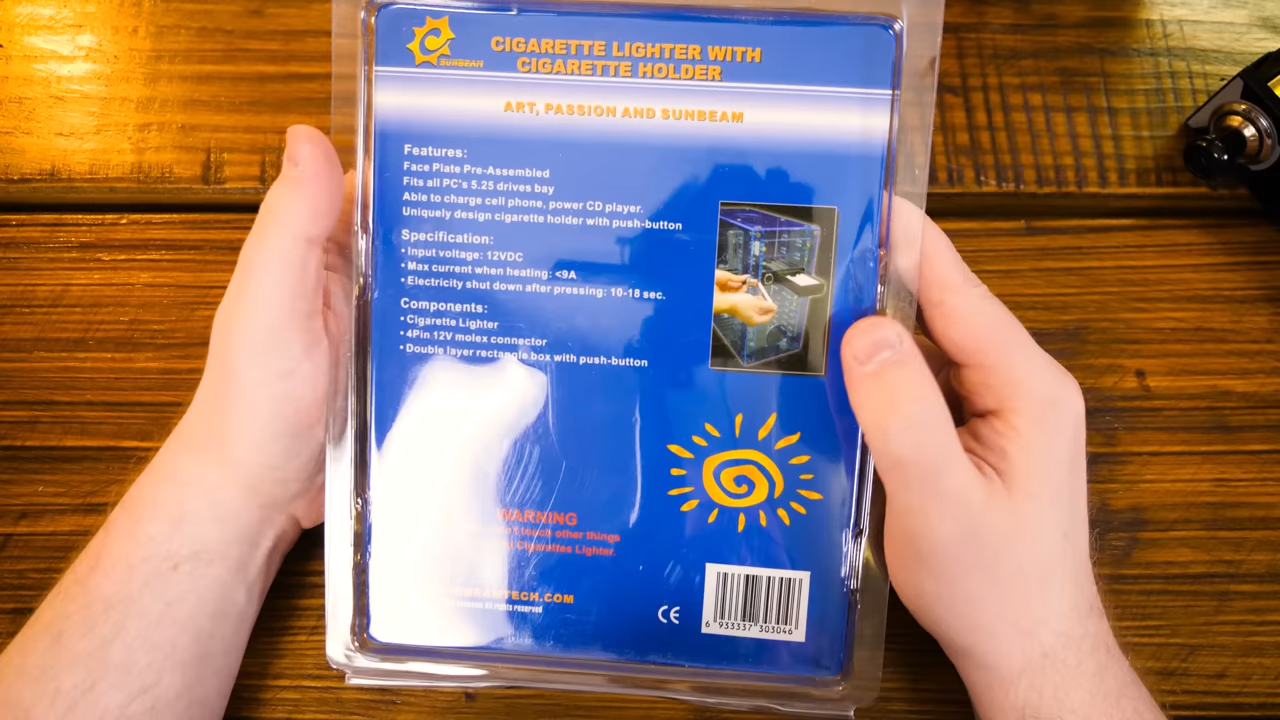 SUNBEAM
CIGARETTE LIGHTER WITH
CIGARETTE HOLDER
ART, PASSION AND SUNBEAM
Features:
Face Plate Pre-Assembled
Fits all PC's 5.25 drives bay
Able to charge cell phone, power CD player.
Uniquely design cigarette holder with push-button
Specification:
• Input voltage: 12VDC
• Max current when heating: <9A
• Electricity shut down after pressing: 10-18 sec.
Components:
• Cigarette Lighter
• 4Pin 12V molex connector
• Double layer rectangle box with push-button
WARNING
touch other things
Cigarettes Lighter.
All rights reserved
CE
6 933337 303046